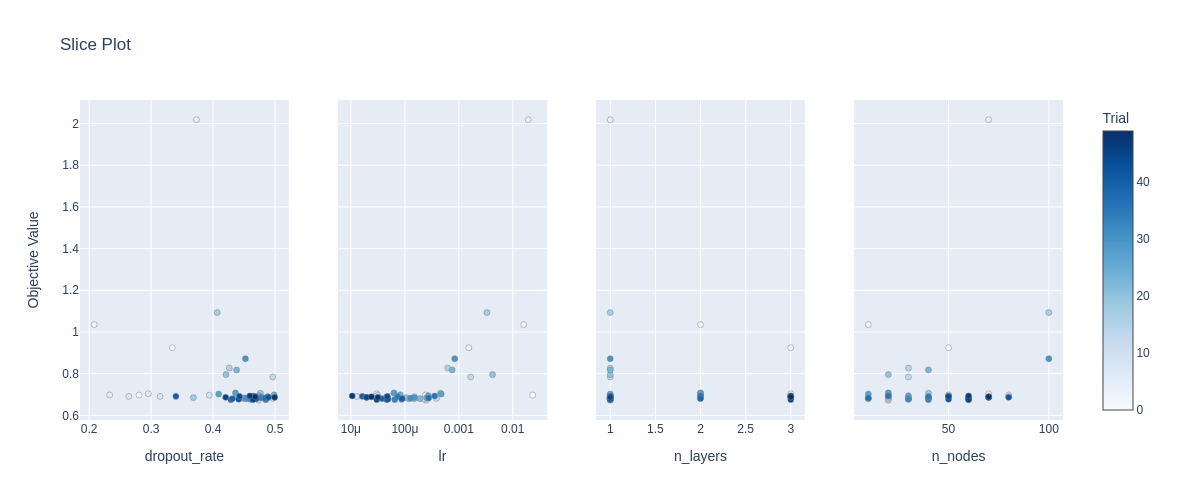 Slice Plot
Objective Value
2
1.8
1.6
1.4
1.2
1
0.8
0.6
0.2 0.3 0.4 0.5
dropout_rate
10μ 100μ 0.001 0.01
lr
1 1.5 2 2.5 3
n_layers
50 100
n_nodes
Trial
40
30
20
10
0